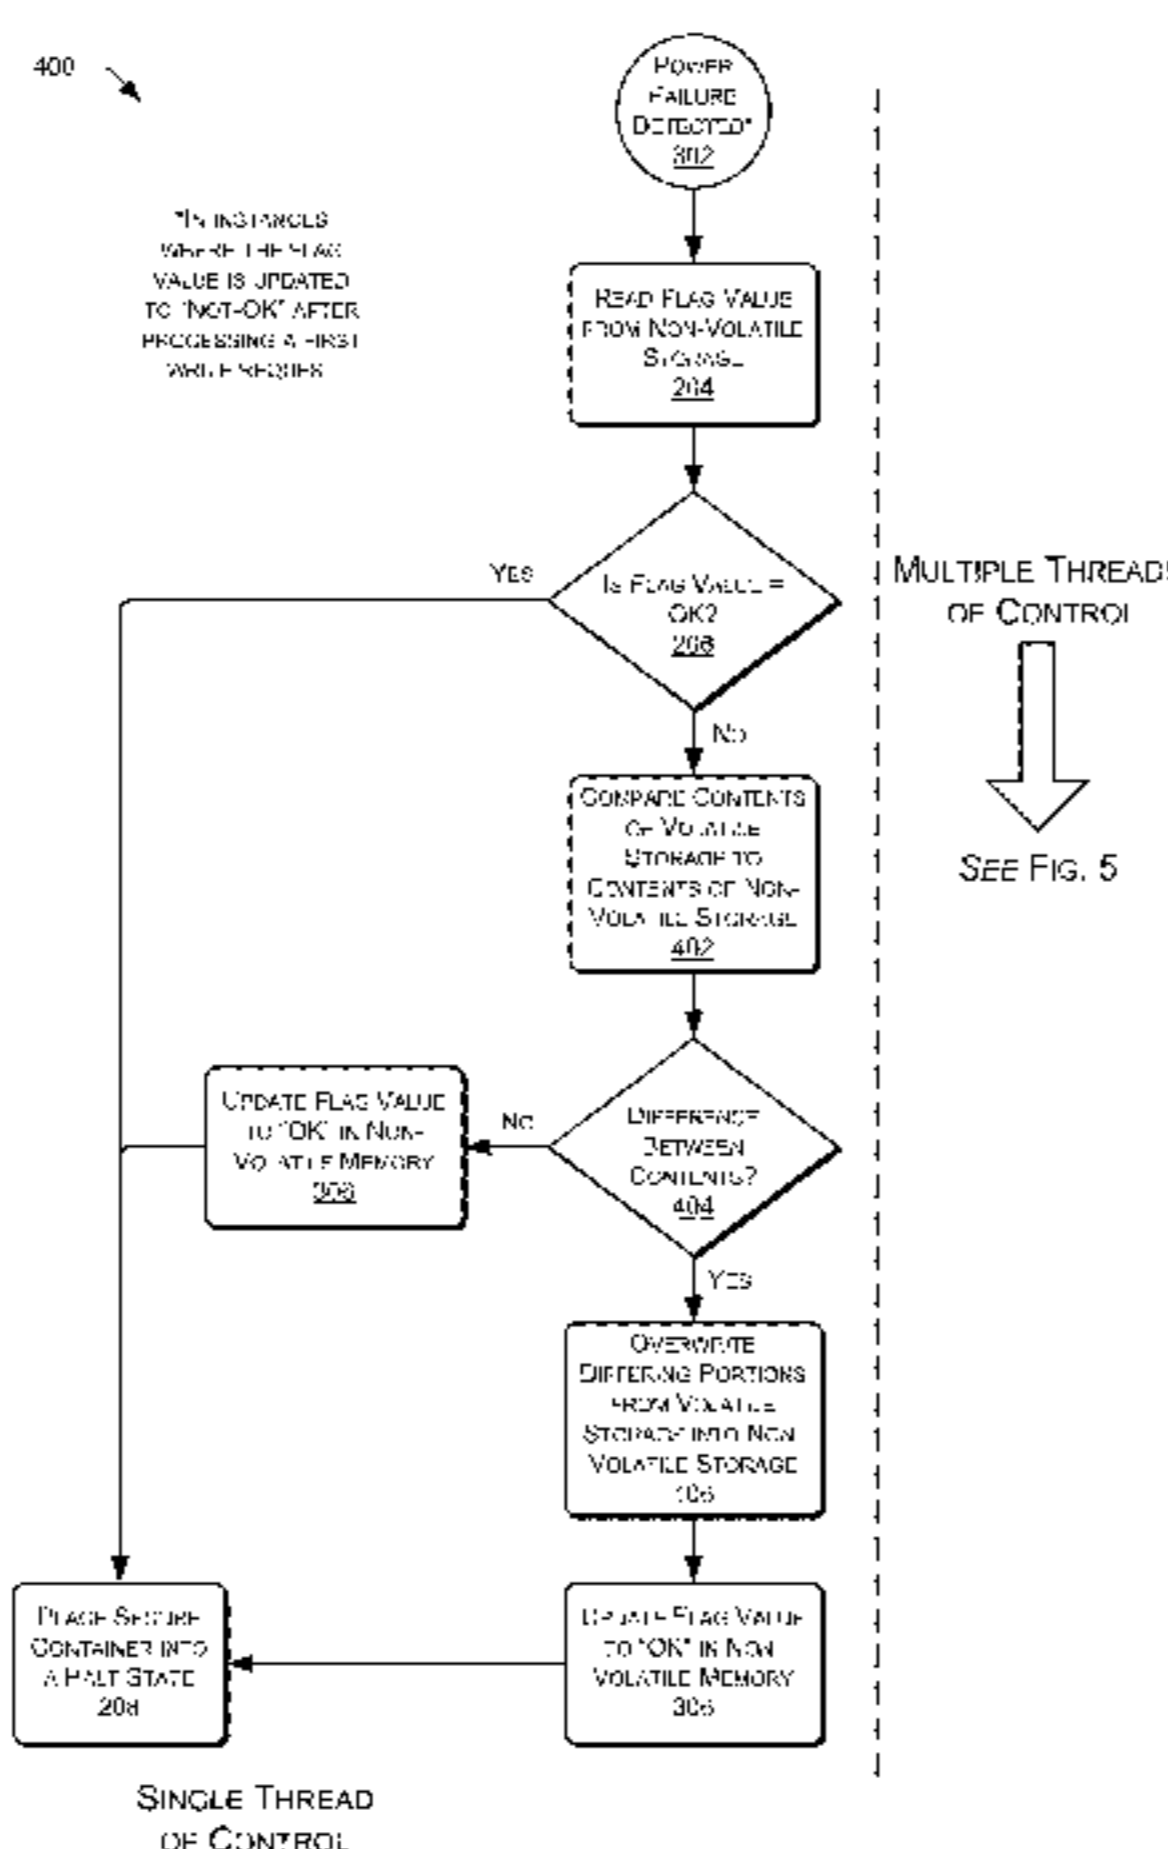 400
POWER
FAILURE
DETECTED*
302
*IN INSTANCES
WHERE THE FLAG
VALUE IS UPDATED
TO "NOT-OK" AFTER
PROCESSING A FIRST
WRITE REQUEST
READ FLAG VALUE
FROM NON-VOLATILE
STORAGE
204
IS FLAG VALUE =
OK?
206
YES
NO
MULTIPLE THREADS
OF CONTROL
SEE FIG. 5
COMPARE CONTENTS
OF VOLATILE
STORAGE TO
CONTENTS OF NON-
VOLATILE STORAGE
402
DIFFERENCE
BETWEEN
CONTENTS?
404
NO
UPDATE FLAG VALUE
TO "OK" IN NON-
VOLATILE MEMORY
306
YES
OVERWRITE
DIFFERING PORTIONS
FROM VOLATILE
STORAGE INTO NON-
VOLATILE STORAGE
406
UPDATE FLAG VALUE
TO "OK" IN NON-
VOLATILE MEMORY
306
PLACE SECURE
CONTAINER INTO
A HALT STATE
208
SINGLE THREAD
OF CONTROL